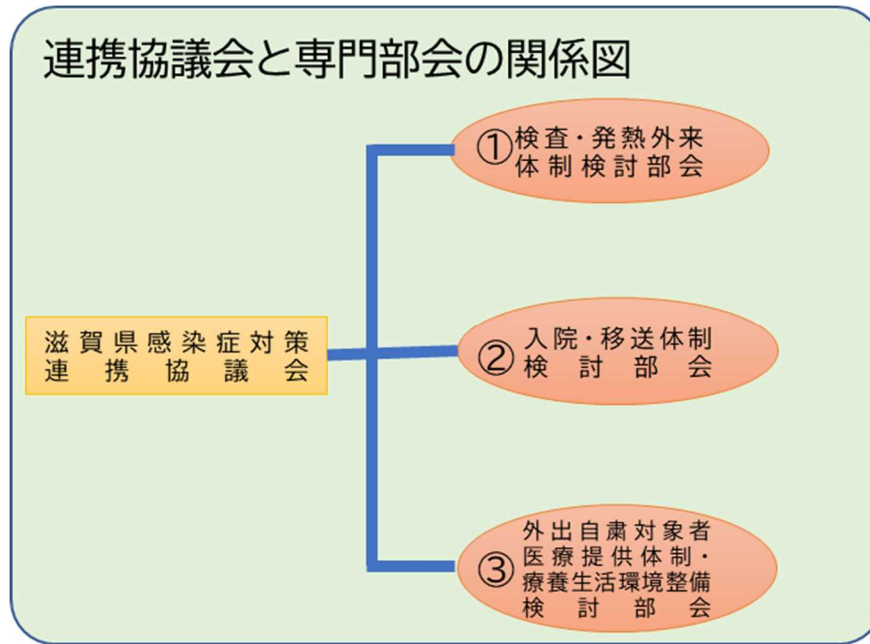 連携協議会と専門部会の関係図
①検査・発熱外来
体制検討部会
滋賀県感染症対策
連携協議会
②入院・移送体制
検討部会
③外出自粛対象者
医療提供体制・
療養生活環境整備
検討部会